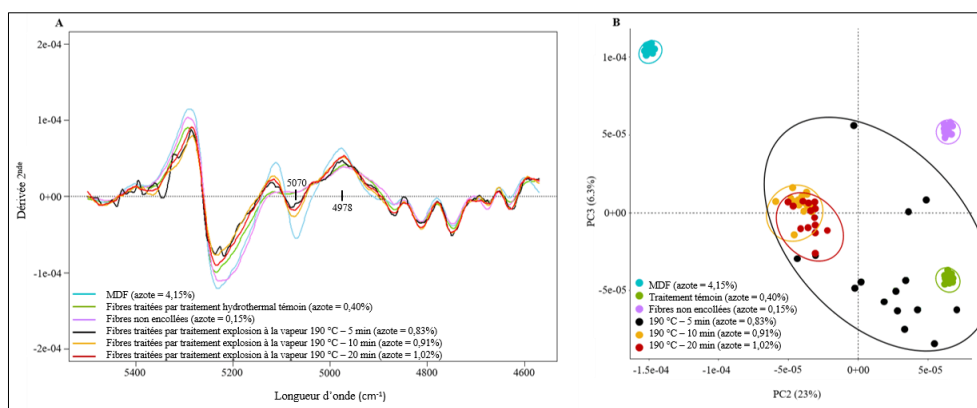 A
B
2e-04
1e-04
0e+00
-1e-04
-2e-04
Dérivée 2nde
5070
4978
MDF (azote = 4,15%)
Fibres traitées par traitement hydrothermal témoin (azote = 0,40%)
Fibres non encollées (azote = 0,15%)
Fibres traitées par traitement explosion à la vapeur 190 °C – 5 min (azote = 0,83%)
Fibres traitées par traitement explosion à la vapeur 190 °C – 10 min (azote = 0,91%)
Fibres traitées par traitement explosion à la vapeur 190 °C – 20 min (azote = 1,02%)
5400 5200 5000 4800 4600
Longueur d'onde (cm⁻¹)
1e-04
5e-05
0e+00
-5e-05
PC3 (6,3%)
MDF (azote = 4,15%)
Traitement témoin (azote = 0,40%)
Fibres non encollées (azote = 0,15%)
190 °C – 5 min (azote = 0,83%)
190 °C – 10 min (azote = 0,91%)
190 °C – 20 min (azote = 1,02%)
-1.5e-04 -1e-04 -5e-05 0e+00 5e-05
PC2 (23%)